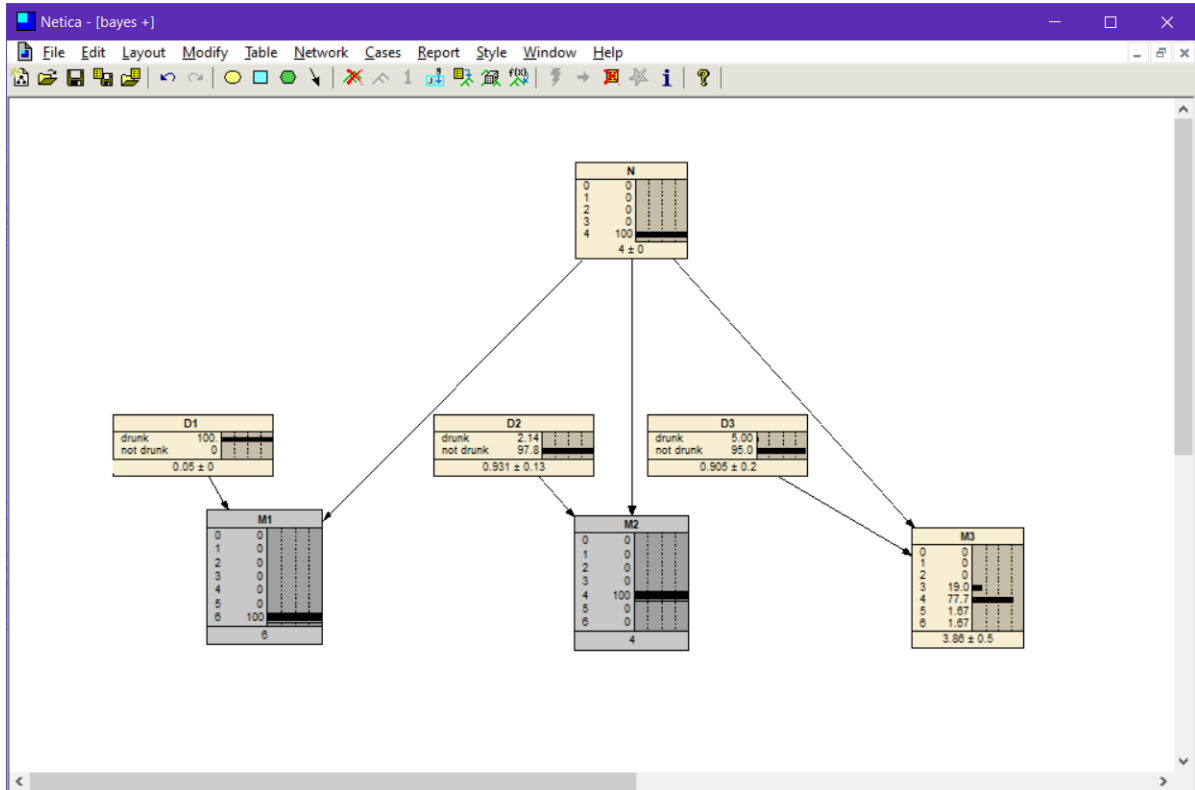 Netica - [bayes +]
File Edit Layout Modify Table Network Cases Report Style Window Help
N
0 0
1 0
2 0
3 0
4 100
4 ± 0
D1
drunk 100.
not drunk 0
0.05 ± 0
D2
drunk 2.14
not drunk 97.8
0.931 ± 0.13
D3
drunk 5.00
not drunk 95.0
0.905 ± 0.2
M1
0 0
1 0
2 0
3 0
4 0
5 0
6 100
6
M2
0 0
1 0
2 0
3 0
4 100
5 0
6 0
4
M3
0 0
1 0
2 0
3 19.0
4 77.7
5 1.67
6 1.67
3.86 ± 0.5